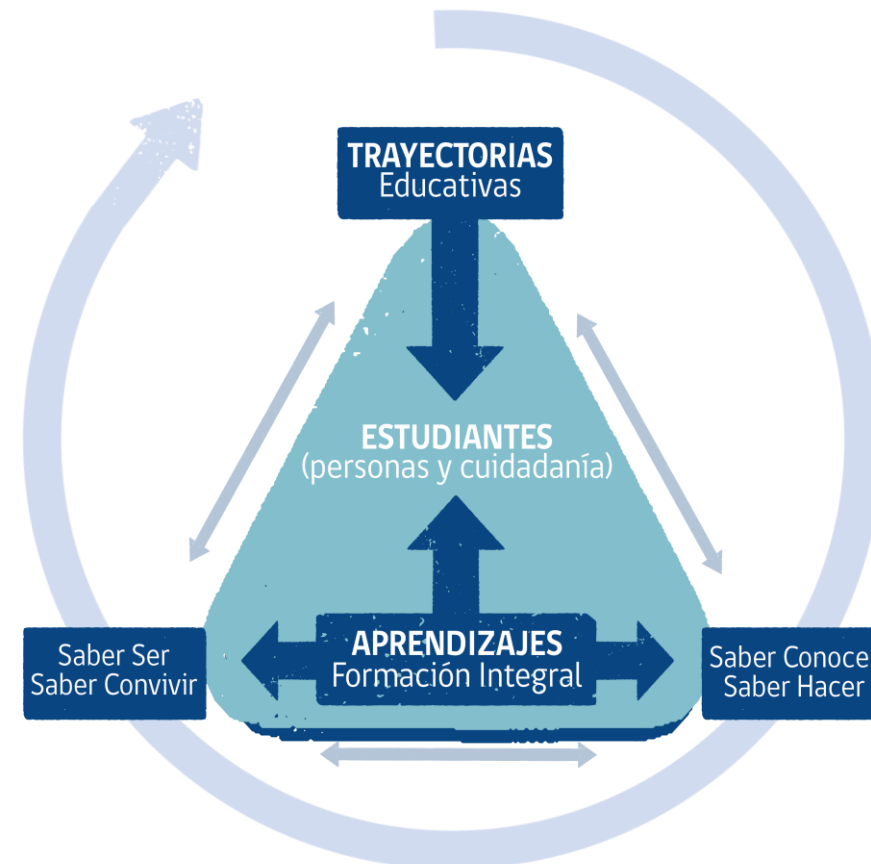 TRAYECTORIAS
Educativas
ESTUDIANTES
(personas y cuidadanía)
APRENDIZAJES
Formación Integral
Saber Ser
Saber Convivir
Saber Conoce
Saber Hacer